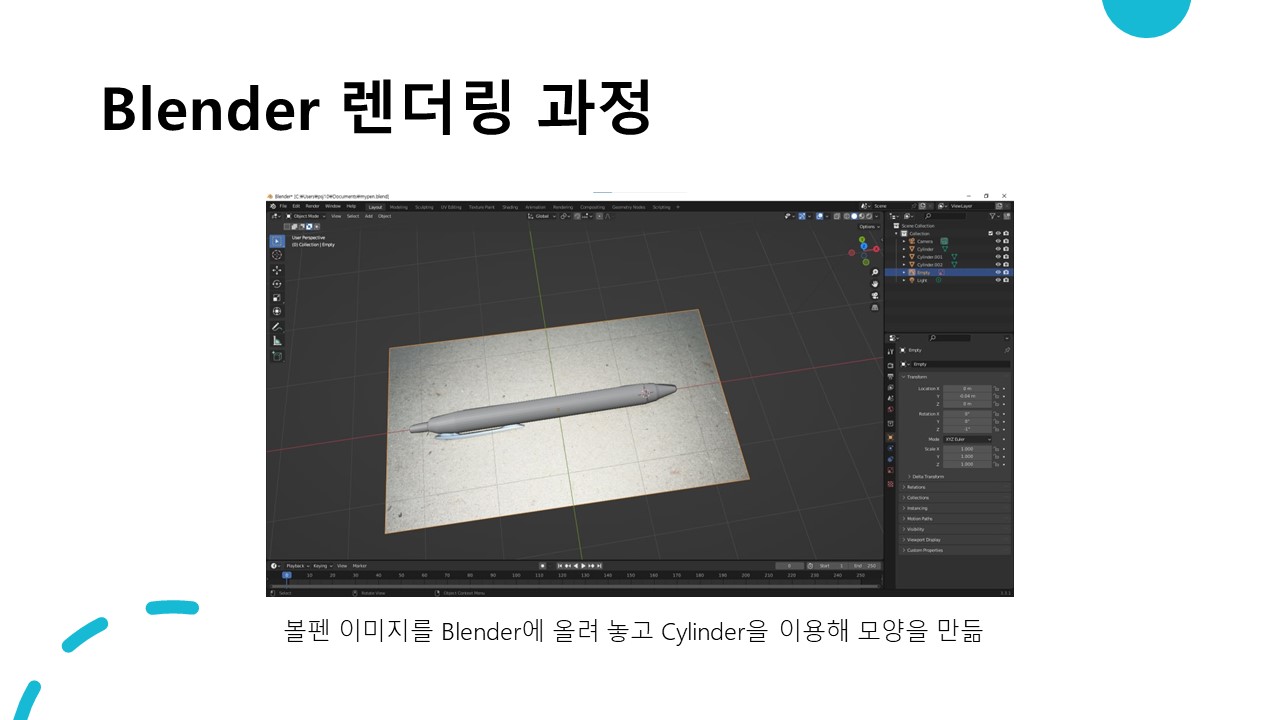 Blender 렌더링 과정
Blender* [C:\Users\pq10\Documents\mypen.blend]
File Edit Render Window Help
Layout Modeling Sculpting UV Editing Texture Paint Shading Animation Rendering Compositing Geometry Nodes Scripting +
Scene
ViewLayer
Object Mode View Select Add Object
Global
Options
User Perspective
(0) Collection | Empty
Scene Collection
Collection
Camera
Cylinder
Cylinder.001
Cylinder.002
Empty
Light
Empty
Empty
Transform
Location X 0 m
Y -0.04 m
Z 0 m
Rotation X 0°
Y 0°
Z -1°
Mode XYZ Euler
Scale X 1.000
Y 1.000
Z 1.000
Delta Transform
Relations
Collections
Instancing
Motion Paths
Visibility
Viewport Display
Custom Properties
Playback Keying View Marker
0 Start 1 End 250
0 10 20 30 40 50 60 70 80 90 100 110 120 130 140 150 160 170 180 190 200 210 220 230 240 250
Select Rotate View Object Context Menu
볼펜 이미지를 Blender에 올려 놓고 Cylinder을 이용해 모양을 만듦